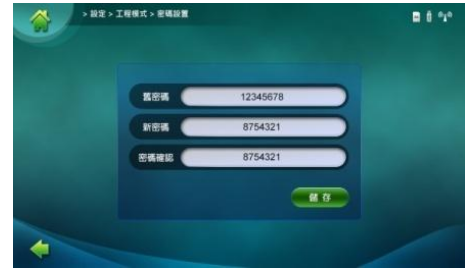 > 設定 > 工程模式 > 密碼設置
舊密碼 12345678
新密碼 8754321
密碼確認 8754321
儲存